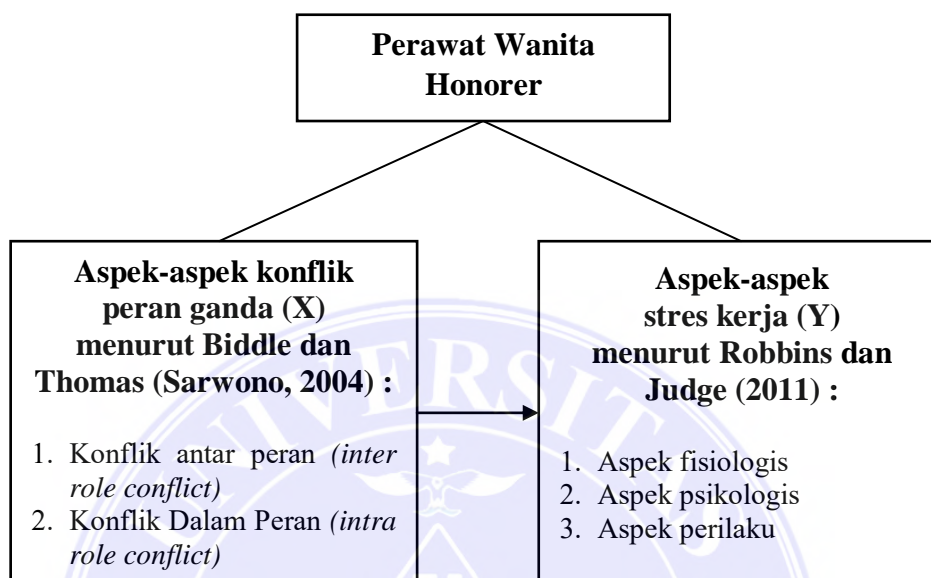 Perawat Wanita
Honorer
Aspek-aspek konflik
peran ganda (X)
menurut Biddle dan
Thomas (Sarwono, 2004) :
1. Konflik antar peran (inter
role conflict)
2. Konflik Dalam Peran (intra
role conflict)
Aspek-aspek
stres kerja (Y)
menurut Robbins dan
Judge (2011) :
1. Aspek fisiologis
2. Aspek psikologis
3. Aspek perilaku
UNIVERSITA